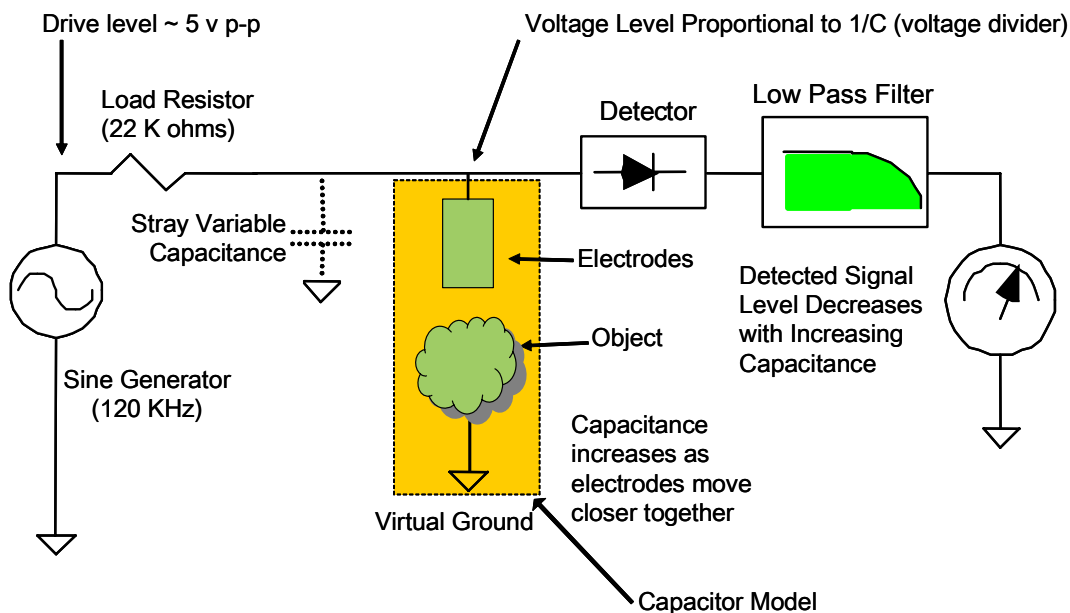 Drive level ~ 5 v p-p
Voltage Level Proportional to 1/C (voltage divider)
Load Resistor
(22 K ohms)
Detector
Low Pass Filter
Stray Variable
Capacitance
Electrodes
Detected Signal
Level Decreases
with Increasing
Capacitance
Object
Sine Generator
(120 KHz)
Capacitance
increases as
electrodes move
closer together
Virtual Ground
Capacitor Model